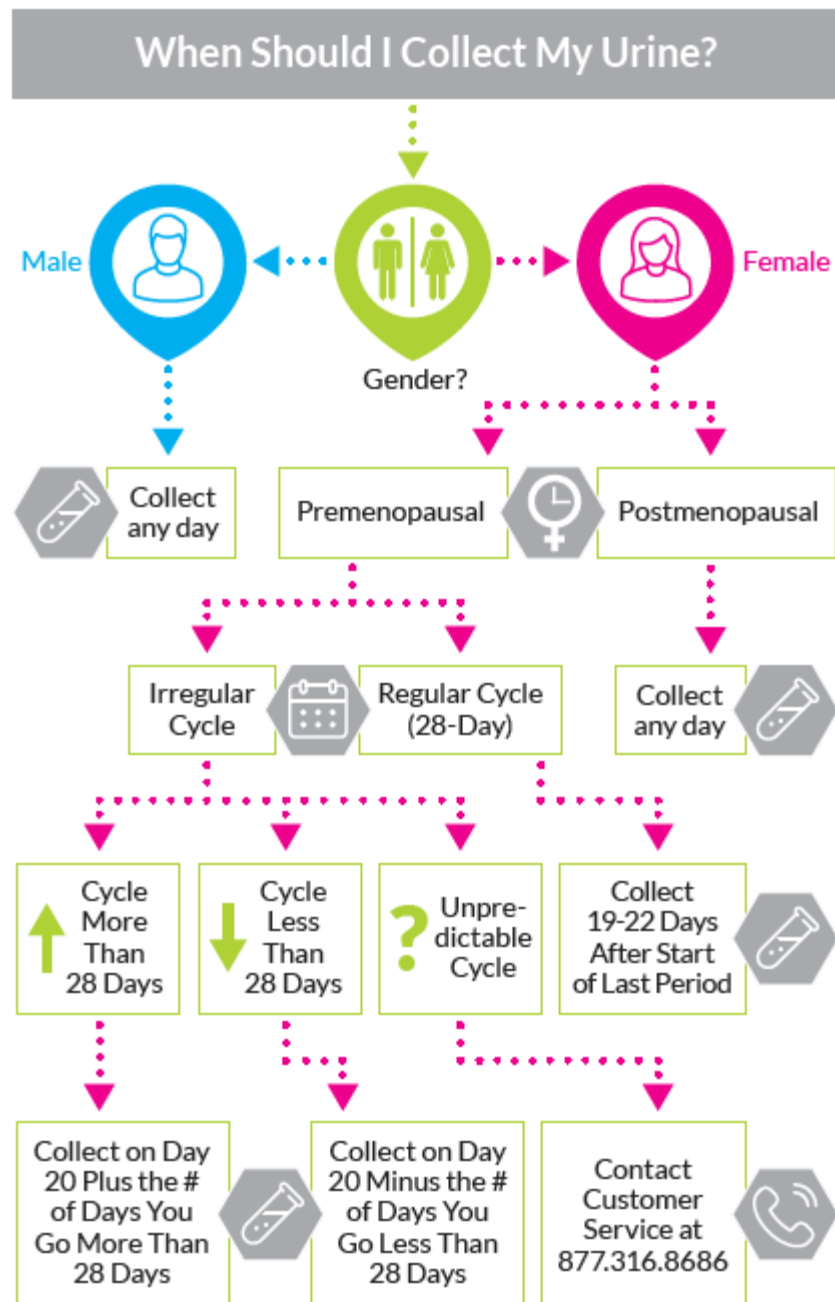 When Should I Collect My Urine?
Male
Female
Gender?
Collect
any day
Premenopausal
Postmenopausal
Irregular
Cycle
Regular Cycle
(28-Day)
Collect
any day
Cycle
More
Than
28 Days
Cycle
Less
Than
28 Days
?
Unpre-
dictable
Cycle
Collect
19-22 Days
After Start
of Last Period
Collect on Day
20 Plus the #
of Days You
Go More Than
28 Days
Collect on Day
20 Minus the #
of Days You
Go Less Than
28 Days
Contact
Customer
Service at
877.316.8686